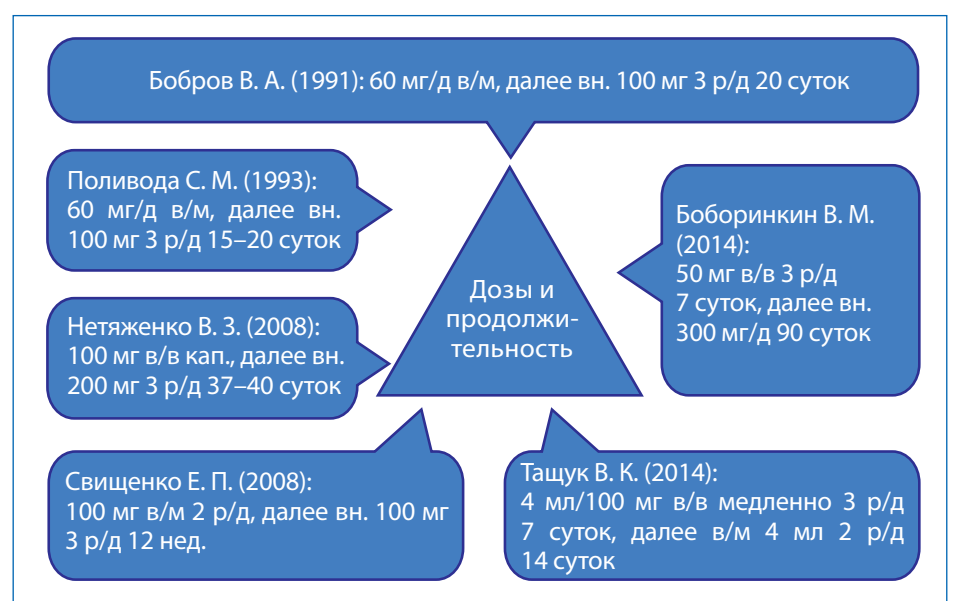 Бобров В. А. (1991): 60 мг/д в/м, далее вн. 100 мг 3 р/д 20 суток
Поливода С. М. (1993):
60 мг/д в/м, далее вн.
100 мг 3 р/д 15–20 суток
Нетяженко В. З. (2008):
100 мг в/в кап., далее вн.
200 мг 3 р/д 37–40 суток
Свищенко Е. П. (2008):
100 мг в/м 2 р/д, далее вн. 100 мг
3 р/д 12 нед.
Дозы и
продолжи-
тельность
Боборинкин В. М.
(2014):
50 мг в/в 3 р/д
7 суток, далее вн.
300 мг/д 90 суток
Тащук В. К. (2014):
4 мл/100 мг в/в медленно 3 р/д
7 суток, далее в/м 4 мл 2 р/д
14 суток